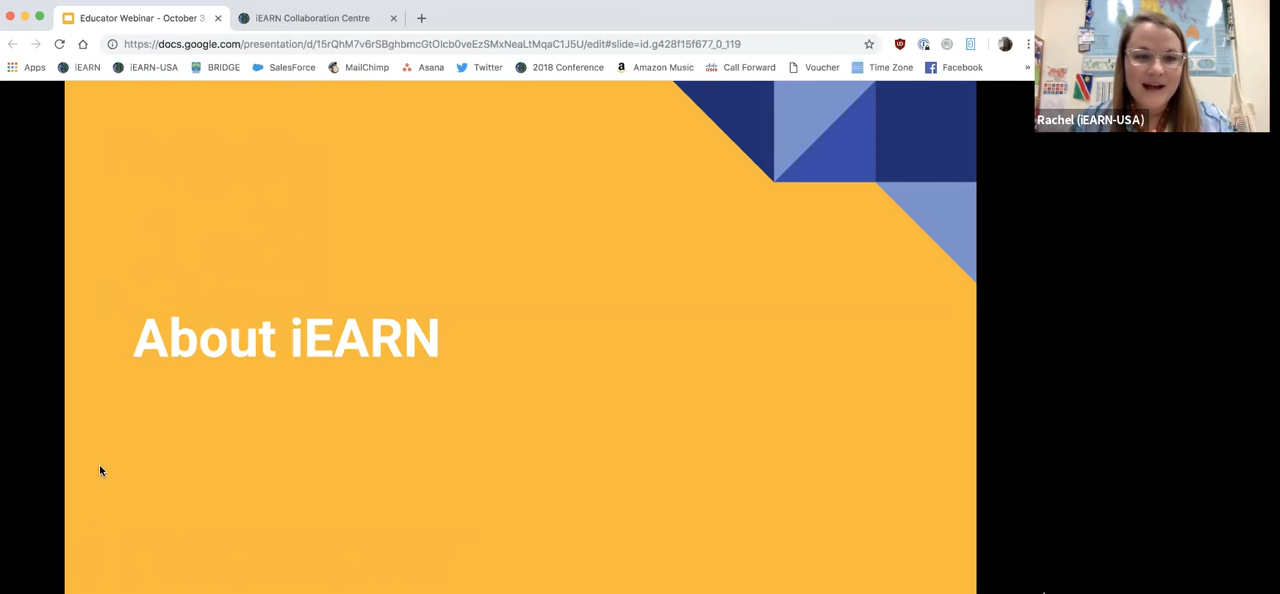 Educator Webinar - October 3,
iEARN Collaboration Centre
https://docs.google.com/presentation/d/15rQhM7v6rSBghbmcGtOlcb0veEzSMxNeaLtMqaC1J5U/edit#slide=id.g428f15f677_0_119
Apps
iEARN
iEARN-USA
BRIDGE
SalesForce
MailChimp
Asana
Twitter
2018 Conference
Amazon Music
Call Forward
Voucher
Time Zone
Facebook
»
Rachel (iEARN-USA)
About iEARN